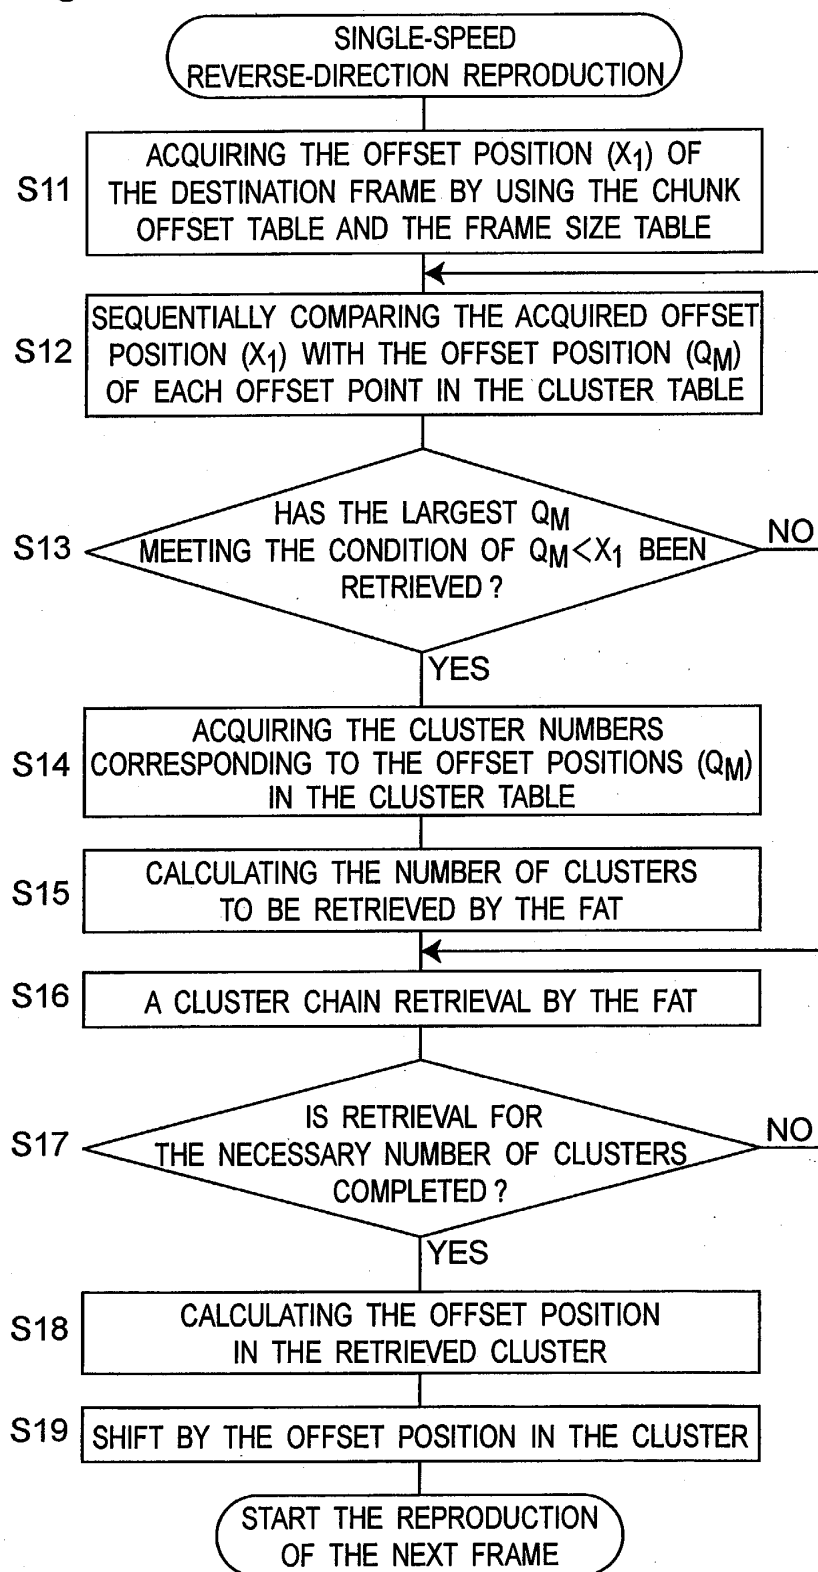 SINGLE-SPEED
REVERSE-DIRECTION REPRODUCTION
S11
ACQUIRING THE OFFSET POSITION (X1) OF
THE DESTINATION FRAME BY USING THE CHUNK
OFFSET TABLE AND THE FRAME SIZE TABLE
S12
SEQUENTIALLY COMPARING THE ACQUIRED OFFSET
POSITION (X1) WITH THE OFFSET POSITION (QM)
OF EACH OFFSET POINT IN THE CLUSTER TABLE
S13
HAS THE LARGEST QM
MEETING THE CONDITION OF QM<X1 BEEN
RETRIEVED ?
NO
YES
S14
ACQUIRING THE CLUSTER NUMBERS
CORRESPONDING TO THE OFFSET POSITIONS (QM)
IN THE CLUSTER TABLE
S15
CALCULATING THE NUMBER OF CLUSTERS
TO BE RETRIEVED BY THE FAT
S16
A CLUSTER CHAIN RETRIEVAL BY THE FAT
S17
IS RETRIEVAL FOR
THE NECESSARY NUMBER OF CLUSTERS
COMPLETED ?
NO
YES
S18
CALCULATING THE OFFSET POSITION
IN THE RETRIEVED CLUSTER
S19
SHIFT BY THE OFFSET POSITION IN THE CLUSTER
START THE REPRODUCTION
OF THE NEXT FRAME